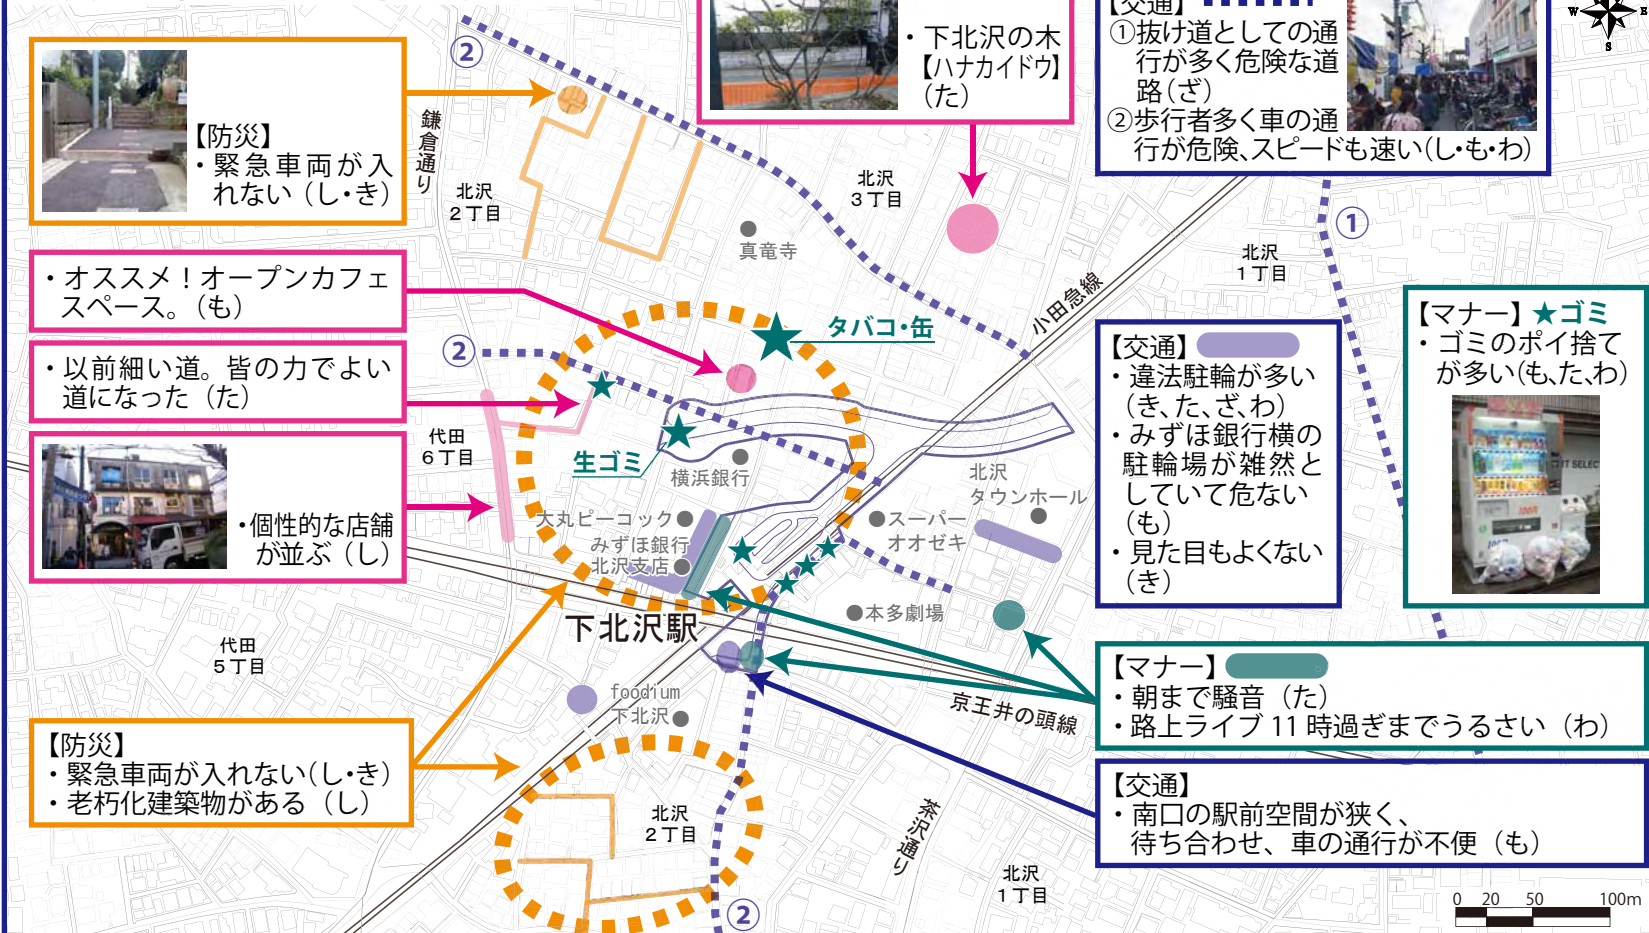 【防災】
・緊急車両が入
れない（し・き）
・オススメ！オープンカフェ
スペース。（も）
・以前細い道。皆の力でよい
道になった（た）
・個性的な店舗
が並ぶ（し）
【防災】
・緊急車両が入れない（し・き）
・老朽化建築物がある（し）
・下北沢の木
【ハナカイドウ】
（た）
【交通】
①抜け道としての通
行が多く危険な道
路（ざ）
②歩行者多く車の通
行が危険、スピードも速い（し・も・わ）
【交通】
・違法駐輪が多い
（き、た、ざ、わ）
・みずほ銀行横の
駐輪場が雑然と
していて危ない
（も）
・見た目もよくない
（き）
【マナー】★ゴミ
・ゴミのポイ捨て
が多い（も、た、わ）
【マナー】
・朝まで騒音（た）
・路上ライブ 11 時過ぎまでうるさい（わ）
【交通】
・南口の駅前空間が狭く、
待ち合わせ、車の通行が不便（も）
②
鎌倉通り
北沢
２丁目
北沢
３丁目
真竜寺
小田急線
北沢
１丁目
①
②
タバコ・缶
生ゴミ
代田
６丁目
横浜銀行
大丸ピーコック
みずほ銀行
北沢支店
スーパー
オオゼキ
北沢
タウンホール
本多劇場
下北沢駅
代田
５丁目
foodium
下北沢
京王井の頭線
茶沢通り
北沢
２丁目
北沢
１丁目
②
W
E
S
0 20 50 100m